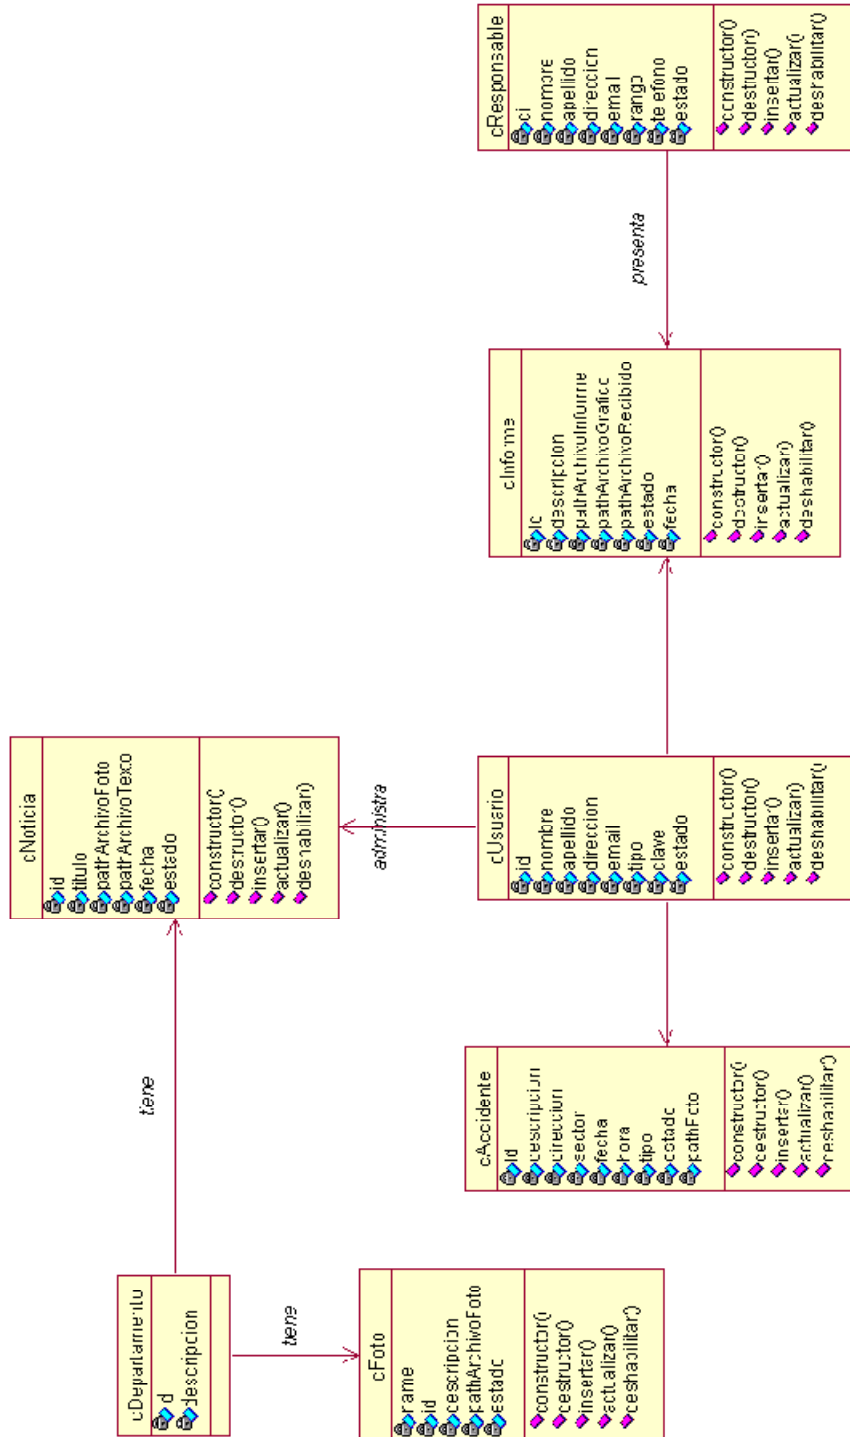 cDepartamento
id
descripcion
tiene
cNoticia
id
titulo
pathArchivoFoto
pathArchivoTexto
fecha
estado
constructor()
destructor()
insertar()
actualizar()
deshabilitar()
tiene
administra
cFoto
name
id
descripcion
pathArchivoFoto
estado
constructor()
destructor()
insertar()
actualizar()
deshabilitar()
cAccidente
id
descripcion
direccion
sector
fecha
hora
tipo
estado
pathFoto
constructor()
destructor()
insertar()
actualizar()
deshabilitar()
cUsuario
id
nombre
apellido
direccion
email
tipo
clave
estado
constructor()
destructor()
insertar()
actualizar()
deshabilitar()
cInforme
id
descripcion
pathArchivoInforme
pathArchivoGrafico
pathArchivoRecibido
estado
fecha
constructor()
destructor()
insertar()
actualizar()
deshabilitar()
presenta
cResponsable
ci
nombre
apellido
direccion
email
rango
telefono
estado
constructor()
destructor()
insertar()
actualizar()
deshabilitar()